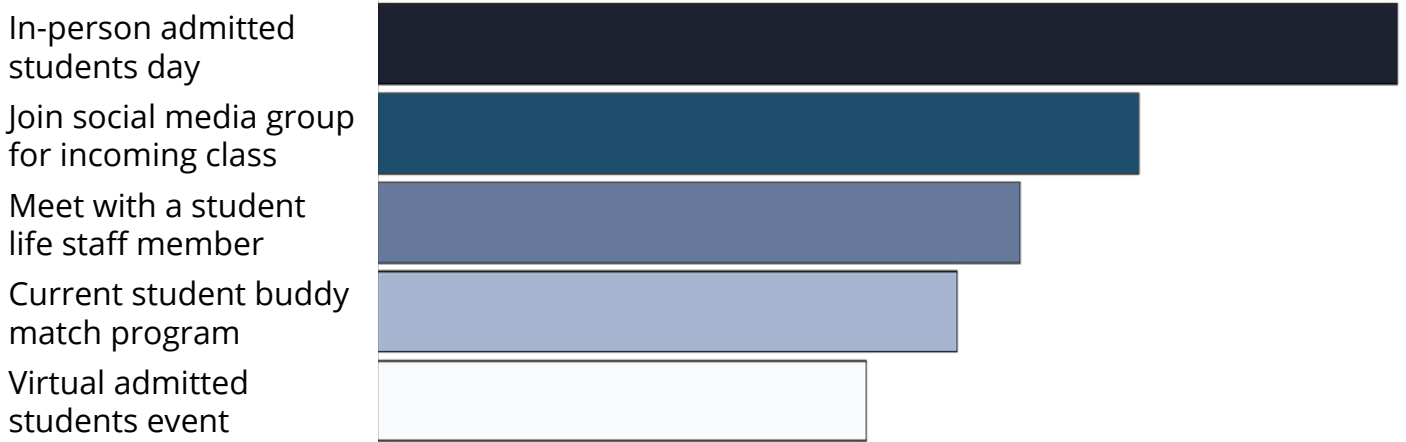 In-person admitted
students day
Join social media group
for incoming class
Meet with a student
life staff member
Current student buddy
match program
Virtual admitted
students event